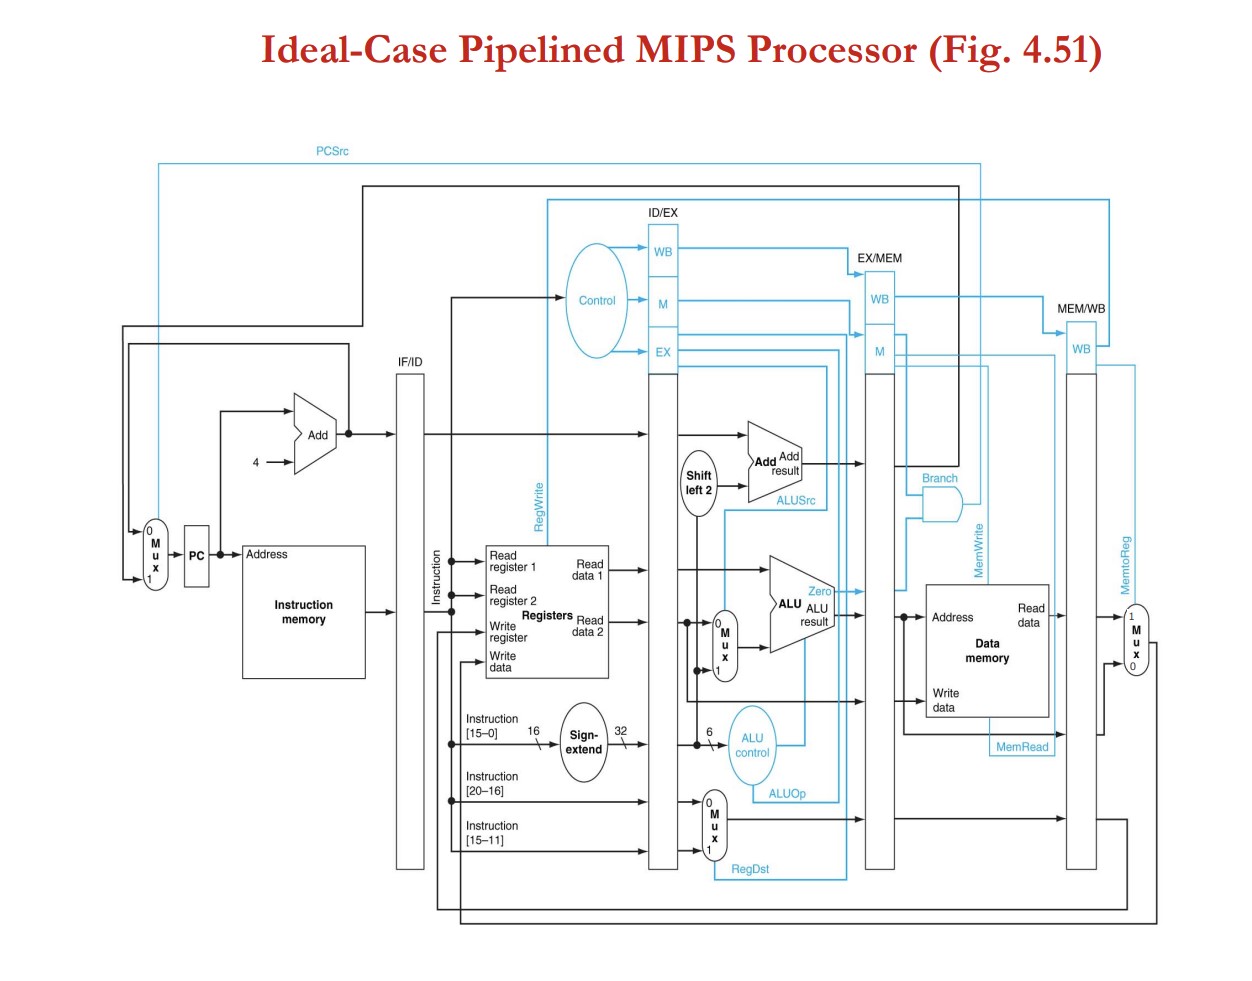 Ideal-Case Pipelined MIPS Processor (Fig. 4.51)
PCSrc
ID/EX
WB
EX/MEM
Control
M
WB
MEM/WB
EX
M
WB
IF/ID
Add
4
Shift
left 2
Add
Add
result
ALUSrc
Branch
RegWrite
MemWrite
MemtoReg
0
M
u
x
1
PC
Address
Instruction
memory
Instruction
Read
register 1
Read
register 2
Write
register
Write
data
Registers
Read
data 1
Read
data 2
0
M
u
x
1
Zero
ALU
ALU
result
Address
Read
data
Data
memory
Write
data
1
M
u
x
0
MemRead
Instruction
[15–0]
16
Sign-
extend
32
6
ALU
control
ALUOp
Instruction
[20–16]
Instruction
[15–11]
0
M
u
x
1
RegDst